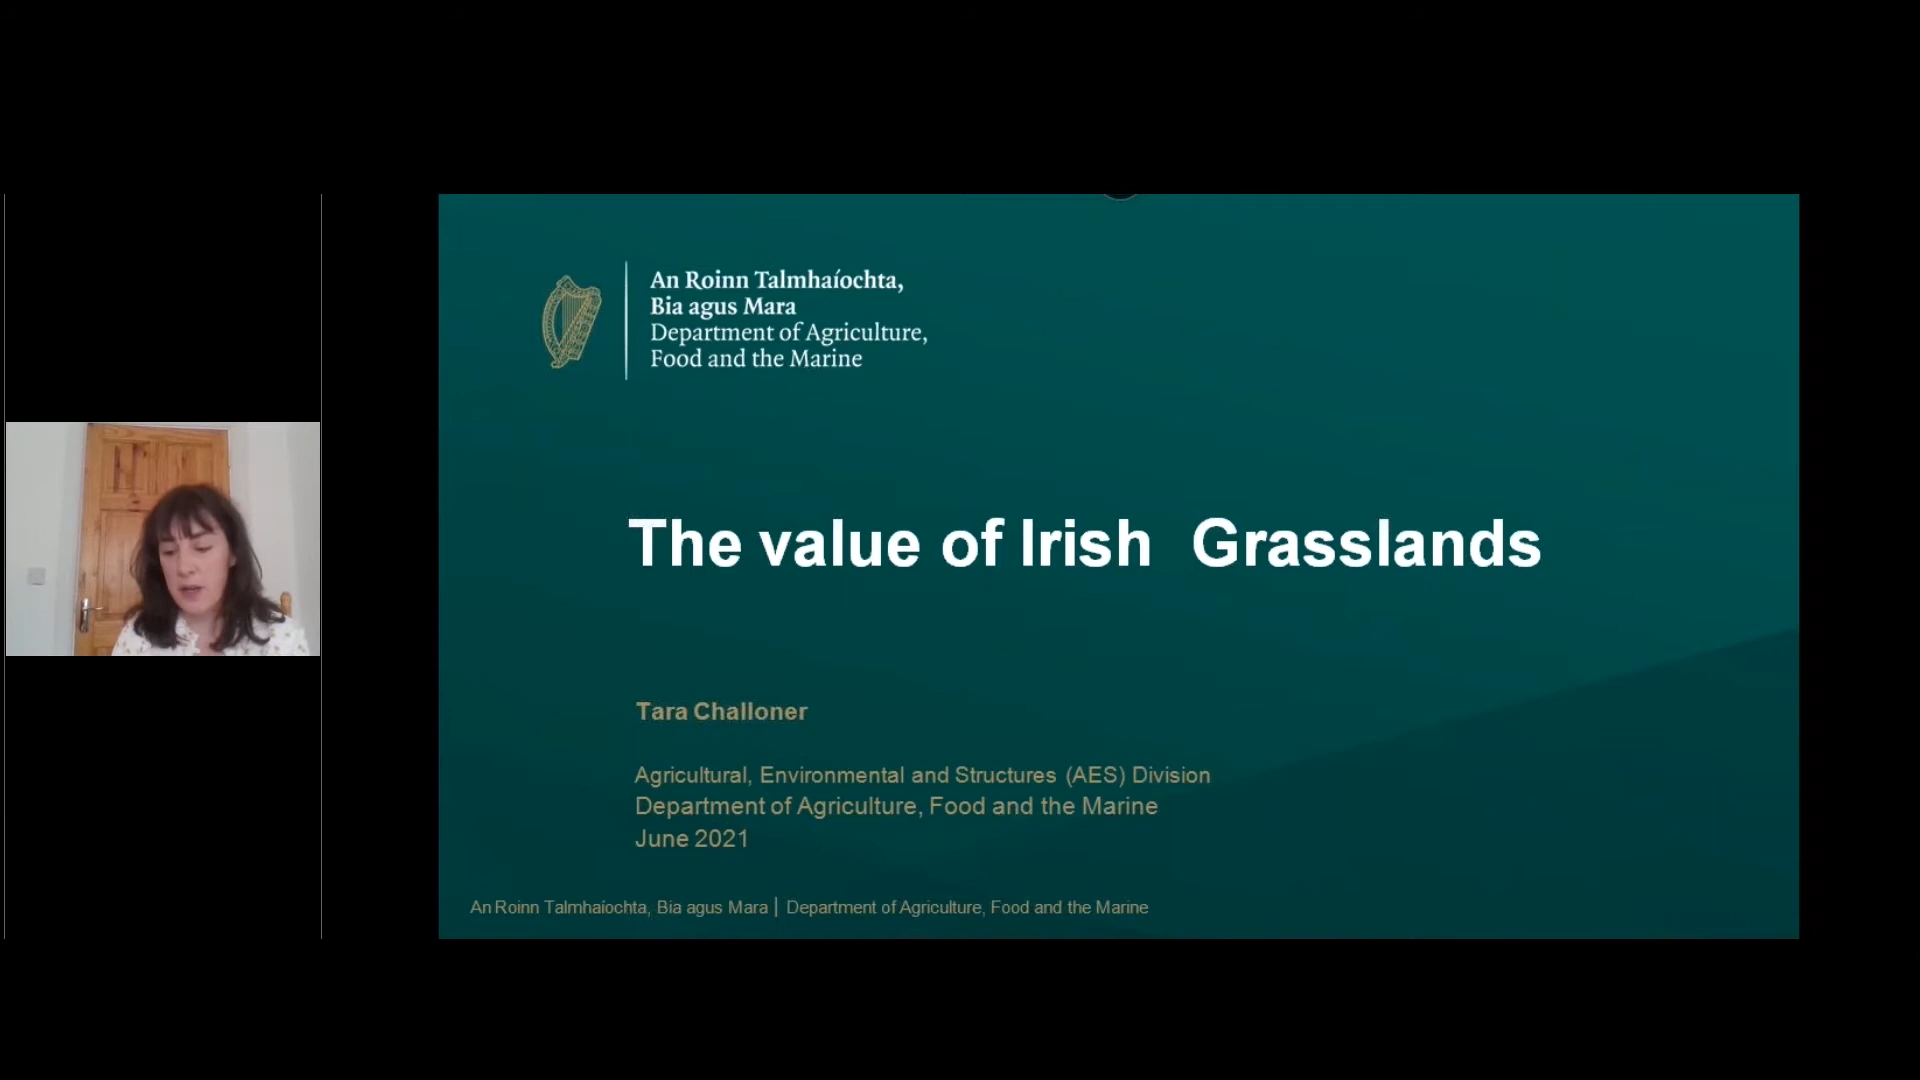 An Roinn Talmhaíochta,
Bia agus Mara
Department of Agriculture,
Food and the Marine
The value of Irish  Grasslands
Tara Challoner
Agricultural, Environmental and Structures (AES) Division
Department of Agriculture, Food and the Marine
June 2021
An Roinn Talmhaíochta, Bia agus Mara | Department of Agriculture, Food and the Marine